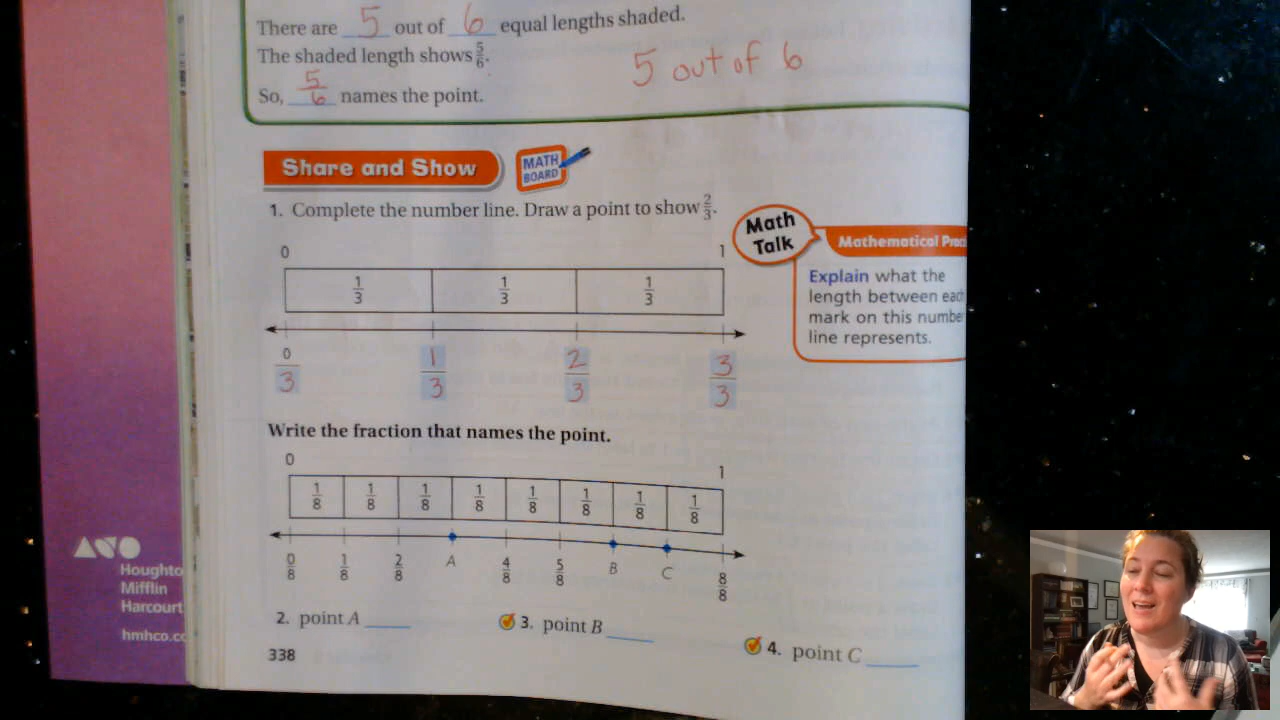 There are 5 out of 6 equal lengths shaded.
The shaded length shows 5/6.
5 out of 6
So, 5/6 names the point.
Share and Show
MATH BOARD
1. Complete the number line. Draw a point to show 2/3.
0 1
1/3 1/3 1/3
0/3 1/3 2/3 3/3
Math Talk
Mathematical
Explain what the
length between
mark on this
line represents.
Write the fraction that names the point.
0 1
1/8 1/8 1/8 1/8 1/8 1/8 1/8 1/8
0/8 1/8 2/8 A 4/8 5/8 B C 8/8
2. point A
3. point B
4. point C
338
Mifflin
Harcourt